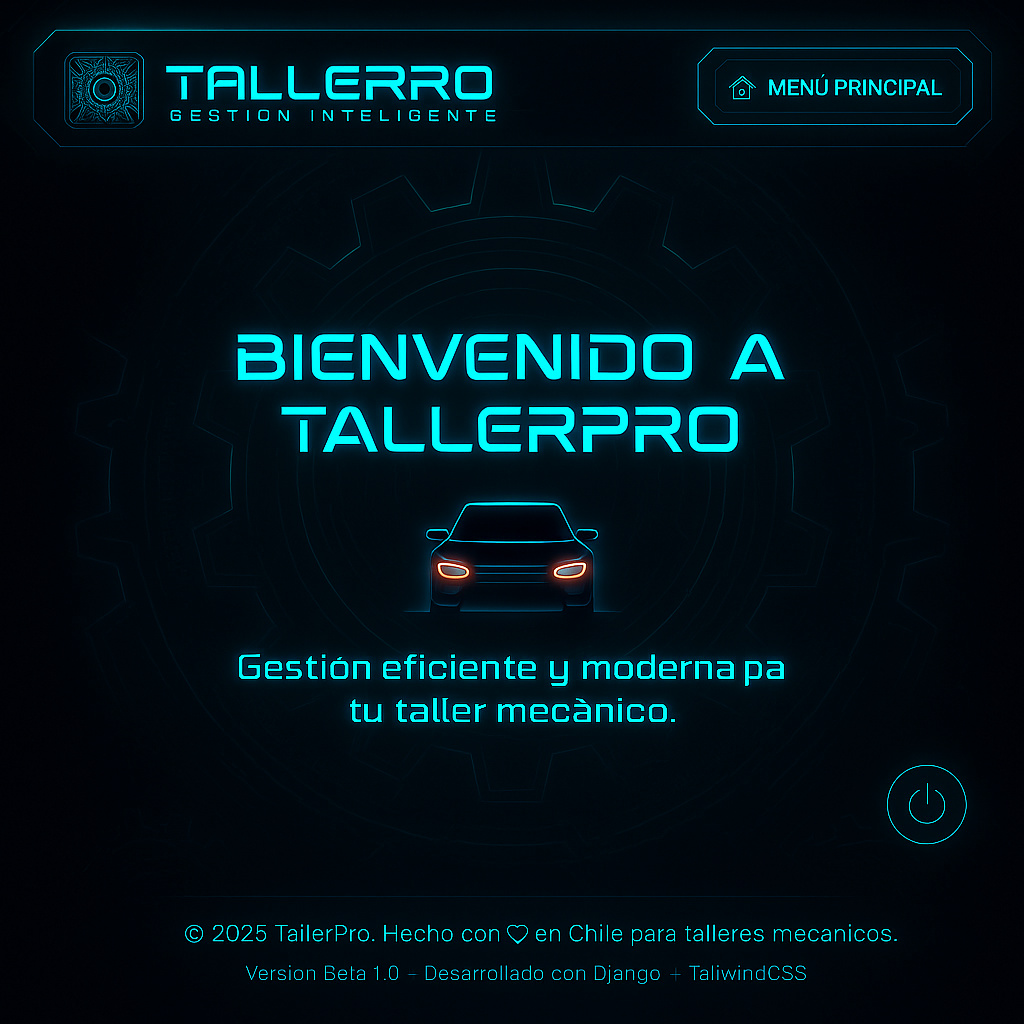 TALLERRO
GESTION INTELIGENTE
MENÚ PRINCIPAL
BIENVENIDO A
TALLERPRO
Gestión eficiente y moderna pa
tu taller mecànico.
© 2025 TailerPro. Hecho con ♡ en Chile para talleres mecanicos.
Version Beta 1.0 – Desarrollado con Django + TaliwindCSS